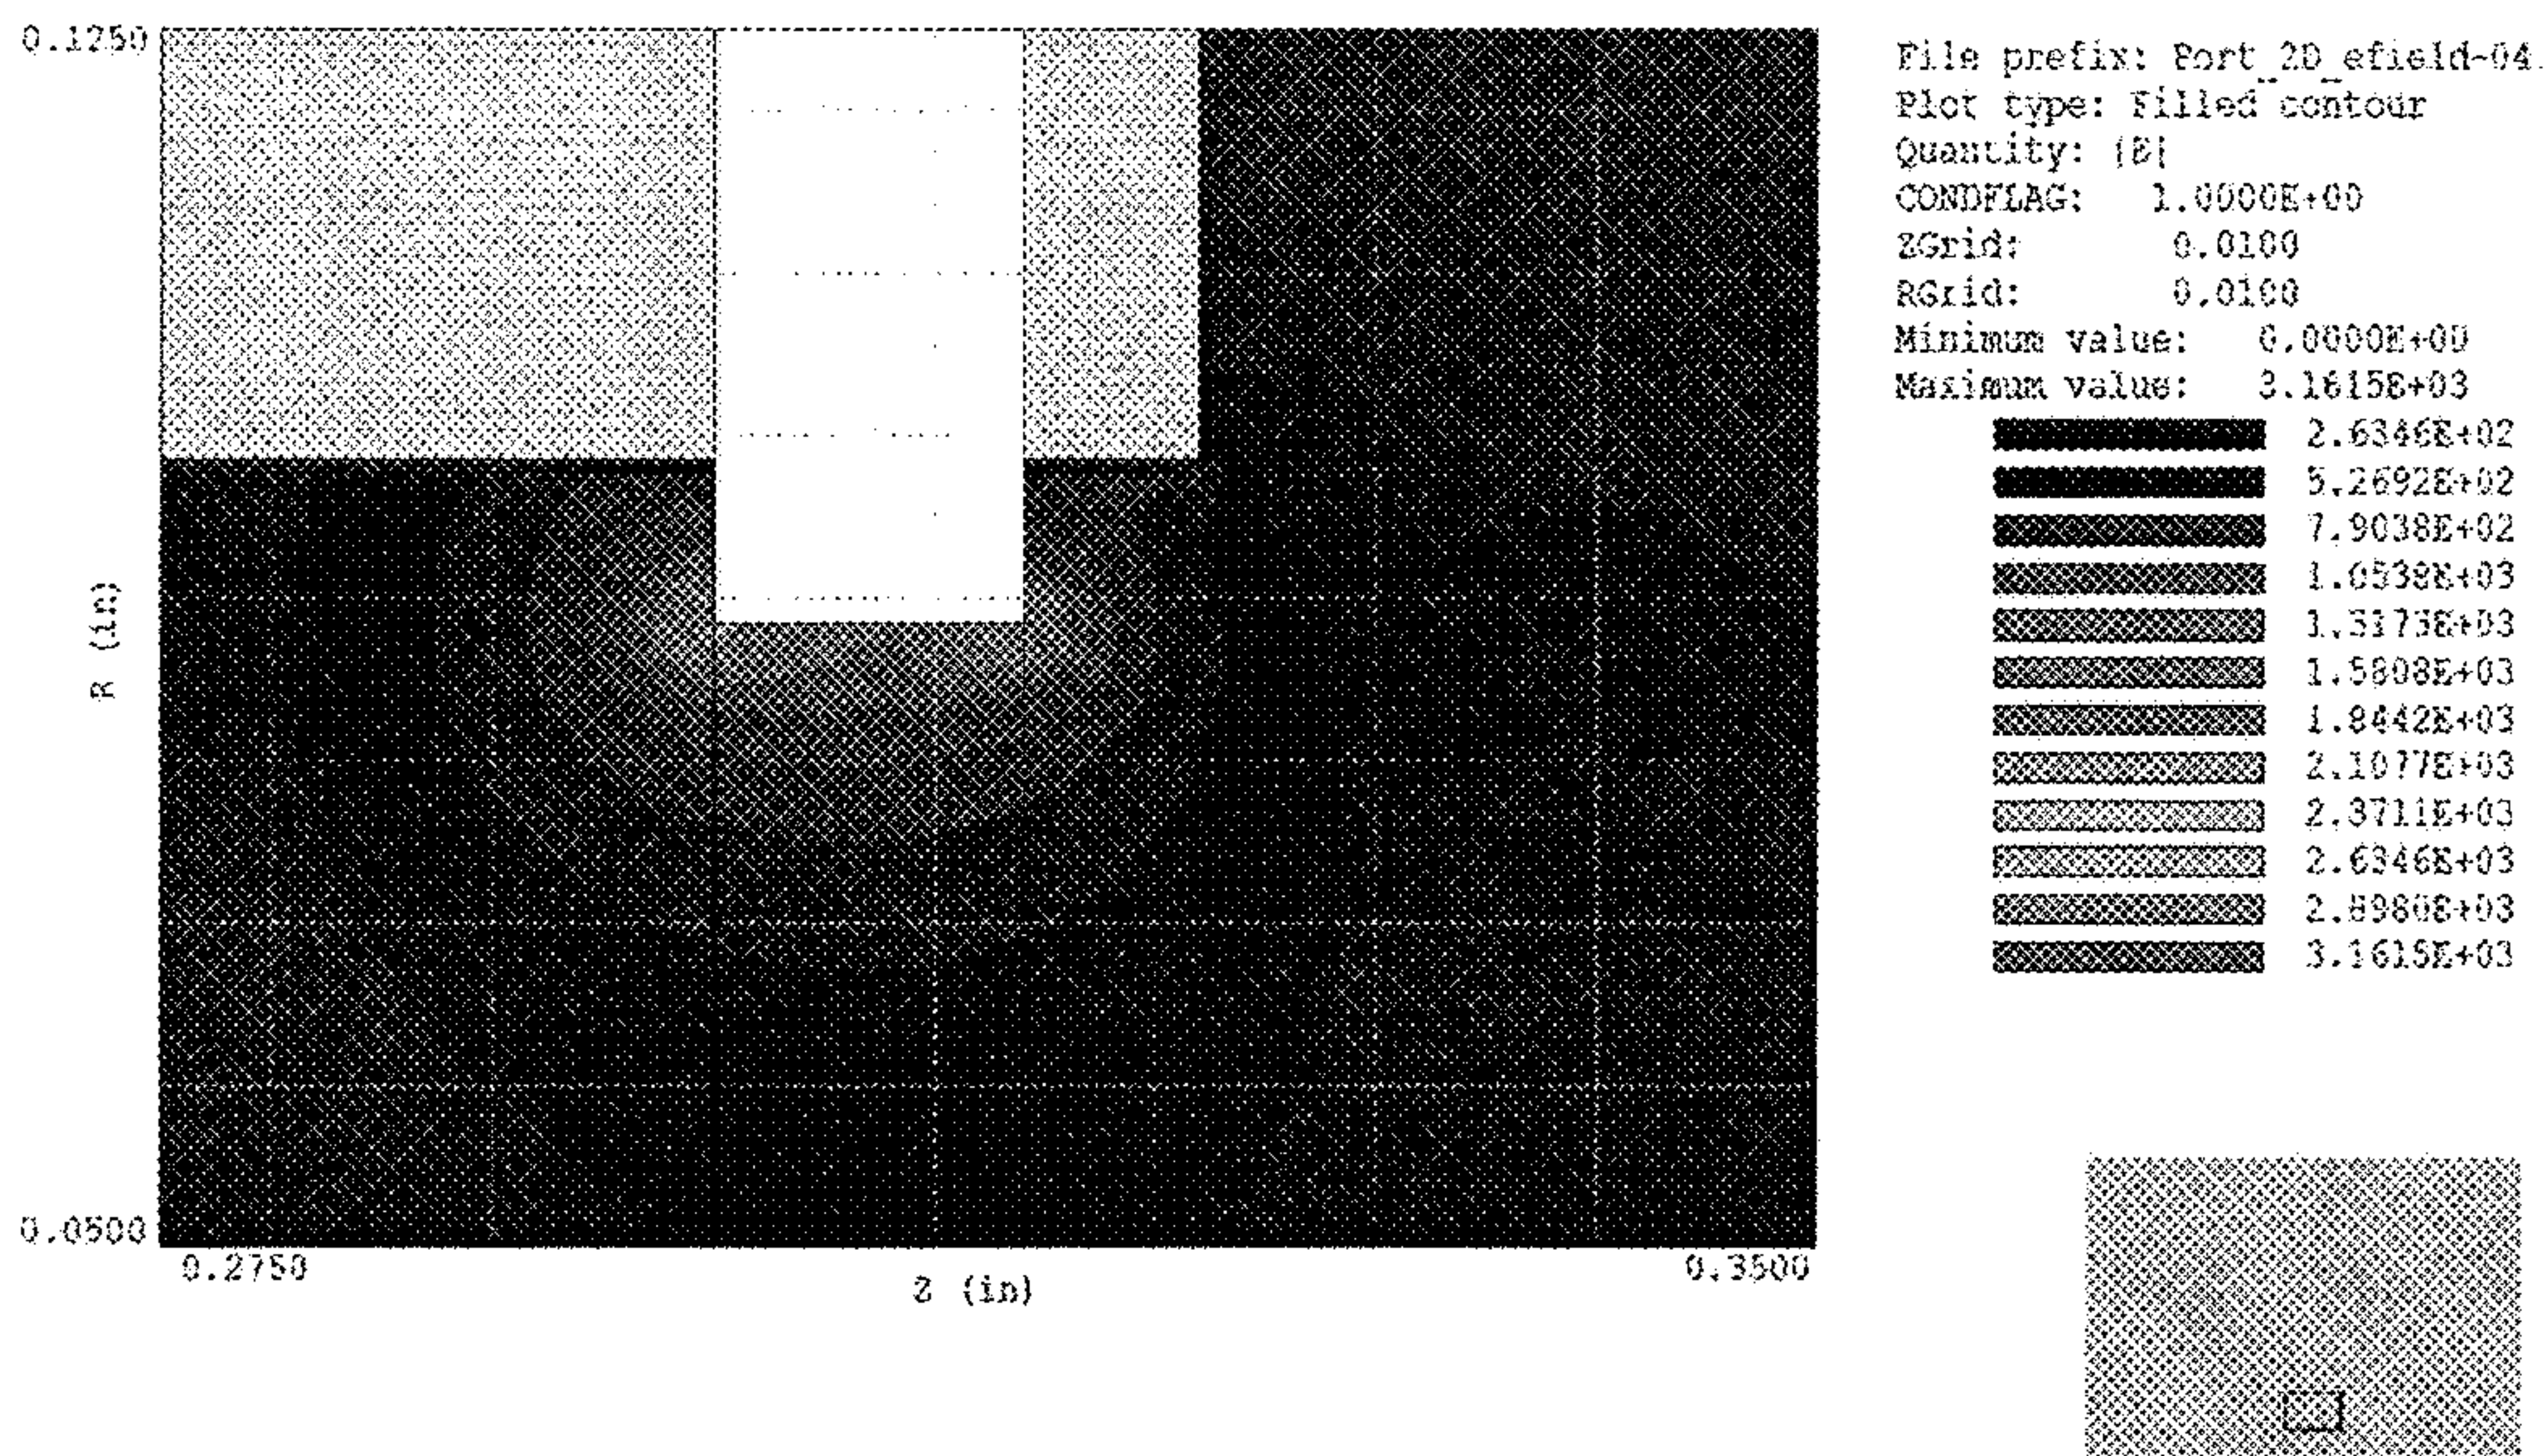 0.1250
R (in)
0.0500
0.2750
0.3500
Z (in)
File prefix: Port_2D_efield-04
Plot type: Filled contour
Quantity: |E|
CONDFLAG: 1.0000E+00
ZGrid: 0.0100
RGrid: 0.0100
Minimum value: 0.0000E+00
Maximum value: 3.1615E+03
2.6346E+02
5.2692E+02
7.9038E+02
1.0538E+03
1.3173E+03
1.5808E+03
1.8442E+03
2.1077E+03
2.3711E+03
2.6346E+03
2.8980E+03
3.1615E+03